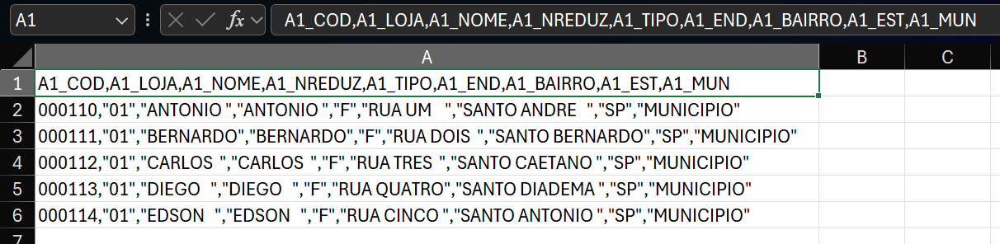 A1 fx A1_COD,A1_LOJA,A1_NOME,A1_NREDUZ,A1_TIPO,A1_END,A1_BAIRRO,A1_EST,A1_MUN
A B C
1 A1_COD,A1_LOJA,A1_NOME,A1_NREDUZ,A1_TIPO,A1_END,A1_BAIRRO,A1_EST,A1_MUN
2 000110,"01","ANTONIO ","ANTONIO ","F","RUA UM   ","SANTO ANDRE  ","SP","MUNICIPIO"
3 000111,"01","BERNARDO","BERNARDO","F","RUA DOIS  ","SANTO BERNARDO","SP","MUNICIPIO"
4 000112,"01","CARLOS  ","CARLOS  ","F","RUA TRES  ","SANTO CAETANO ","SP","MUNICIPIO"
5 000113,"01","DIEGO   ","DIEGO   ","F","RUA QUATRO","SANTO DIADEMA ","SP","MUNICIPIO"
6 000114,"01","EDSON   ","EDSON   ","F","RUA CINCO ","SANTO ANTONIO ","SP","MUNICIPIO"
7